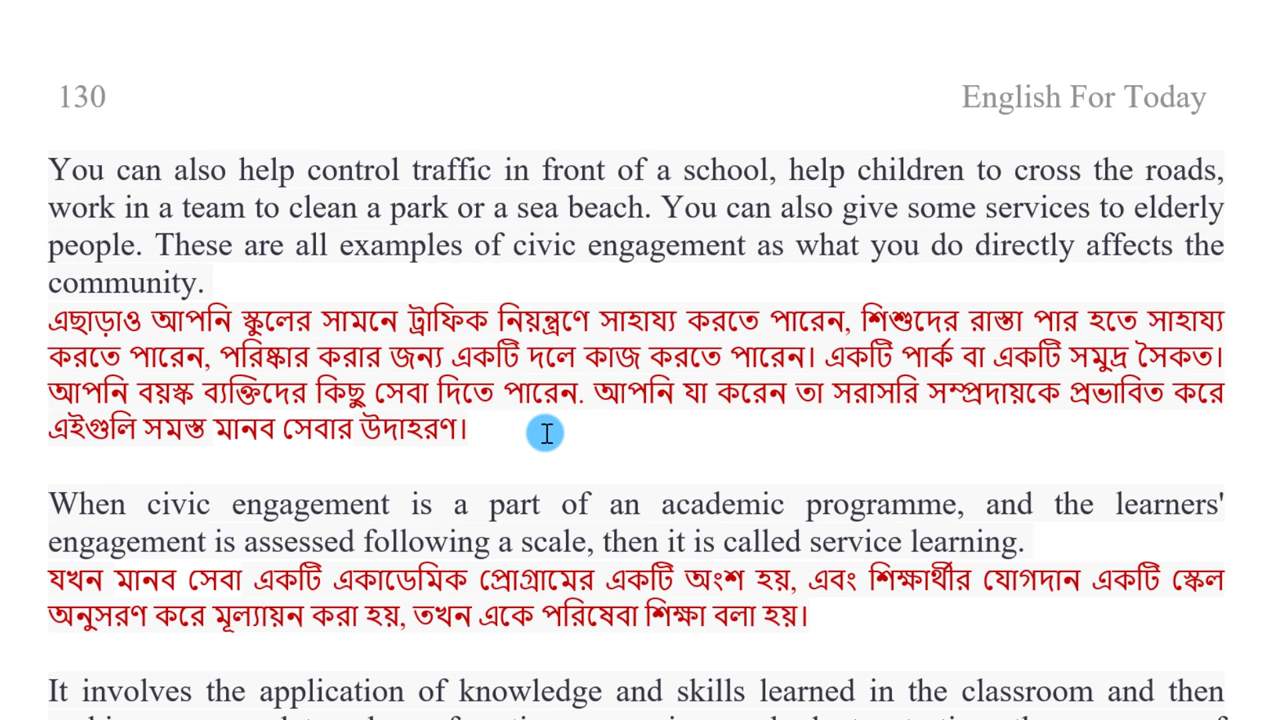 130 English For Today
You can also help control traffic in front of a school, help children to cross the roads,
work in a team to clean a park or a sea beach. You can also give some services to elderly
people. These are all examples of civic engagement as what you do directly affects the
community.
এছাড়াও আপনি স্কুলের সামনে ট্রাফিক নিয়ন্ত্রণে সাহায্য করতে পারেন, শিশুদের রাস্তা পার হতে সাহায্য
করতে পারেন, পরিষ্কার করার জন্য একটি দলে কাজ করতে পারেন। একটি পার্ক বা একটি সমুদ্র সৈকত।
আপনি বয়স্ক ব্যক্তিদের কিছু সেবা দিতে পারেন. আপনি যা করেন তা সরাসরি সম্প্রদায়কে প্রভাবিত করে
এইগুলি সমস্ত মানব সেবার উদাহরণ।
When civic engagement is a part of an academic programme, and the learners'
engagement is assessed following a scale, then it is called service learning.
যখন মানব সেবা একটি একাডেমিক প্রোগ্রামের একটি অংশ হয়, এবং শিক্ষার্থীর যোগদান একটি স্কেল
অনুসরণ করে মূল্যায়ন করা হয়, তখন একে পরিষেবা শিক্ষা বলা হয়।
It involves the application of knowledge and skills learned in the classroom and then